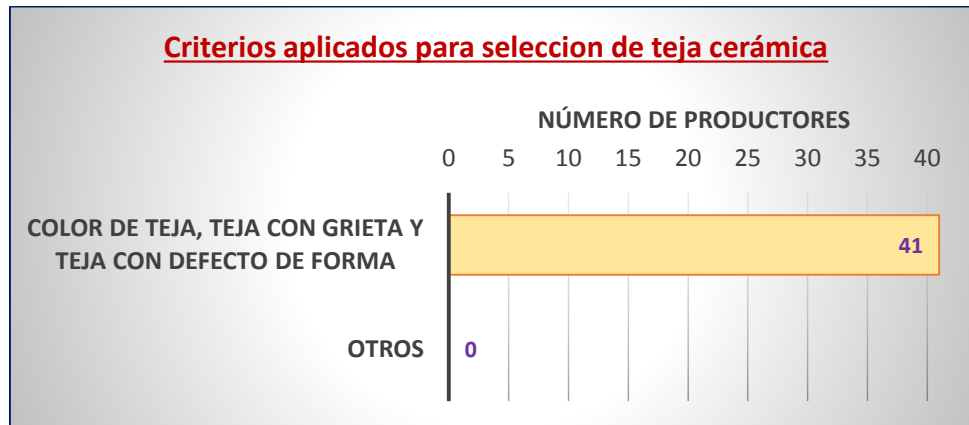 Criterios aplicados para seleccion de teja cerámica
NÚMERO DE PRODUCTORES
0 5 10 15 20 25 30 35 40
COLOR DE TEJA, TEJA CON GRIETA Y
TEJA CON DEFECTO DE FORMA
41
OTROS
0